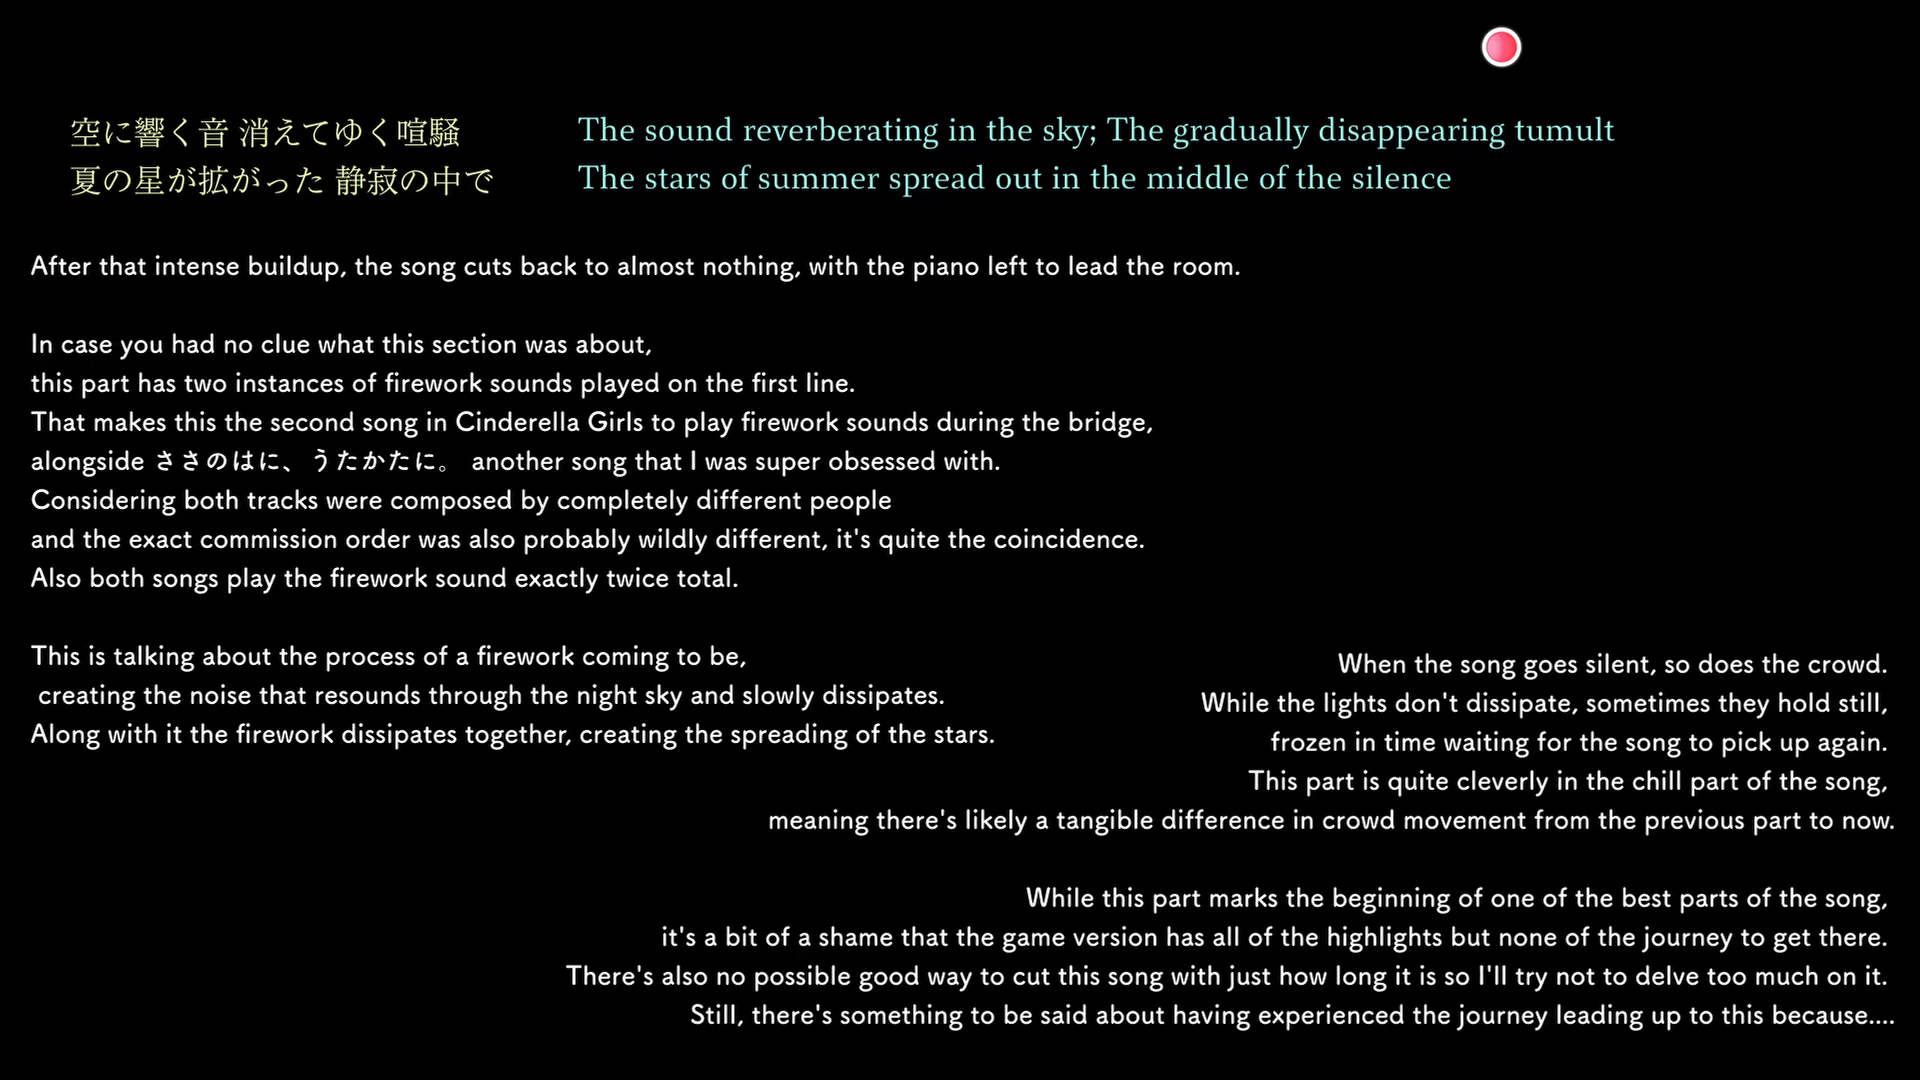 空に響く音 消えてゆく喧騒
夏の星が拡がった 静寂の中で
The sound reverberating in the sky; The gradually disappearing tumult
The stars of summer spread out in the middle of the silence
After that intense buildup, the song cuts back to almost nothing, with the piano left to lead the room.
In case you had no clue what this section was about,
this part has two instances of firework sounds played on the first line.
That makes this the second song in Cinderella Girls to play firework sounds during the bridge,
alongside ささのはに、うたかたに。 another song that I was super obsessed with.
Considering both tracks were composed by completely different people
and the exact commission order was also probably wildly different, it's quite the coincidence.
Also both songs play the firework sound exactly twice total.
This is talking about the process of a firework coming to be,
creating the noise that resounds through the night sky and slowly dissipates.
Along with it the firework dissipates together, creating the spreading of the stars.
When the song goes silent, so does the crowd.
While the lights don't dissipate, sometimes they hold still,
frozen in time waiting for the song to pick up again.
This part is quite cleverly in the chill part of the song,
meaning there's likely a tangible difference in crowd movement from the previous part to now.
While this part marks the beginning of one of the best parts of the song,
it's a bit of a shame that the game version has all of the highlights but none of the journey to get there.
There's also no possible good way to cut this song with just how long it is so I'll try not to delve too much on it.
Still, there's something to be said about having experienced the journey leading up to this because....